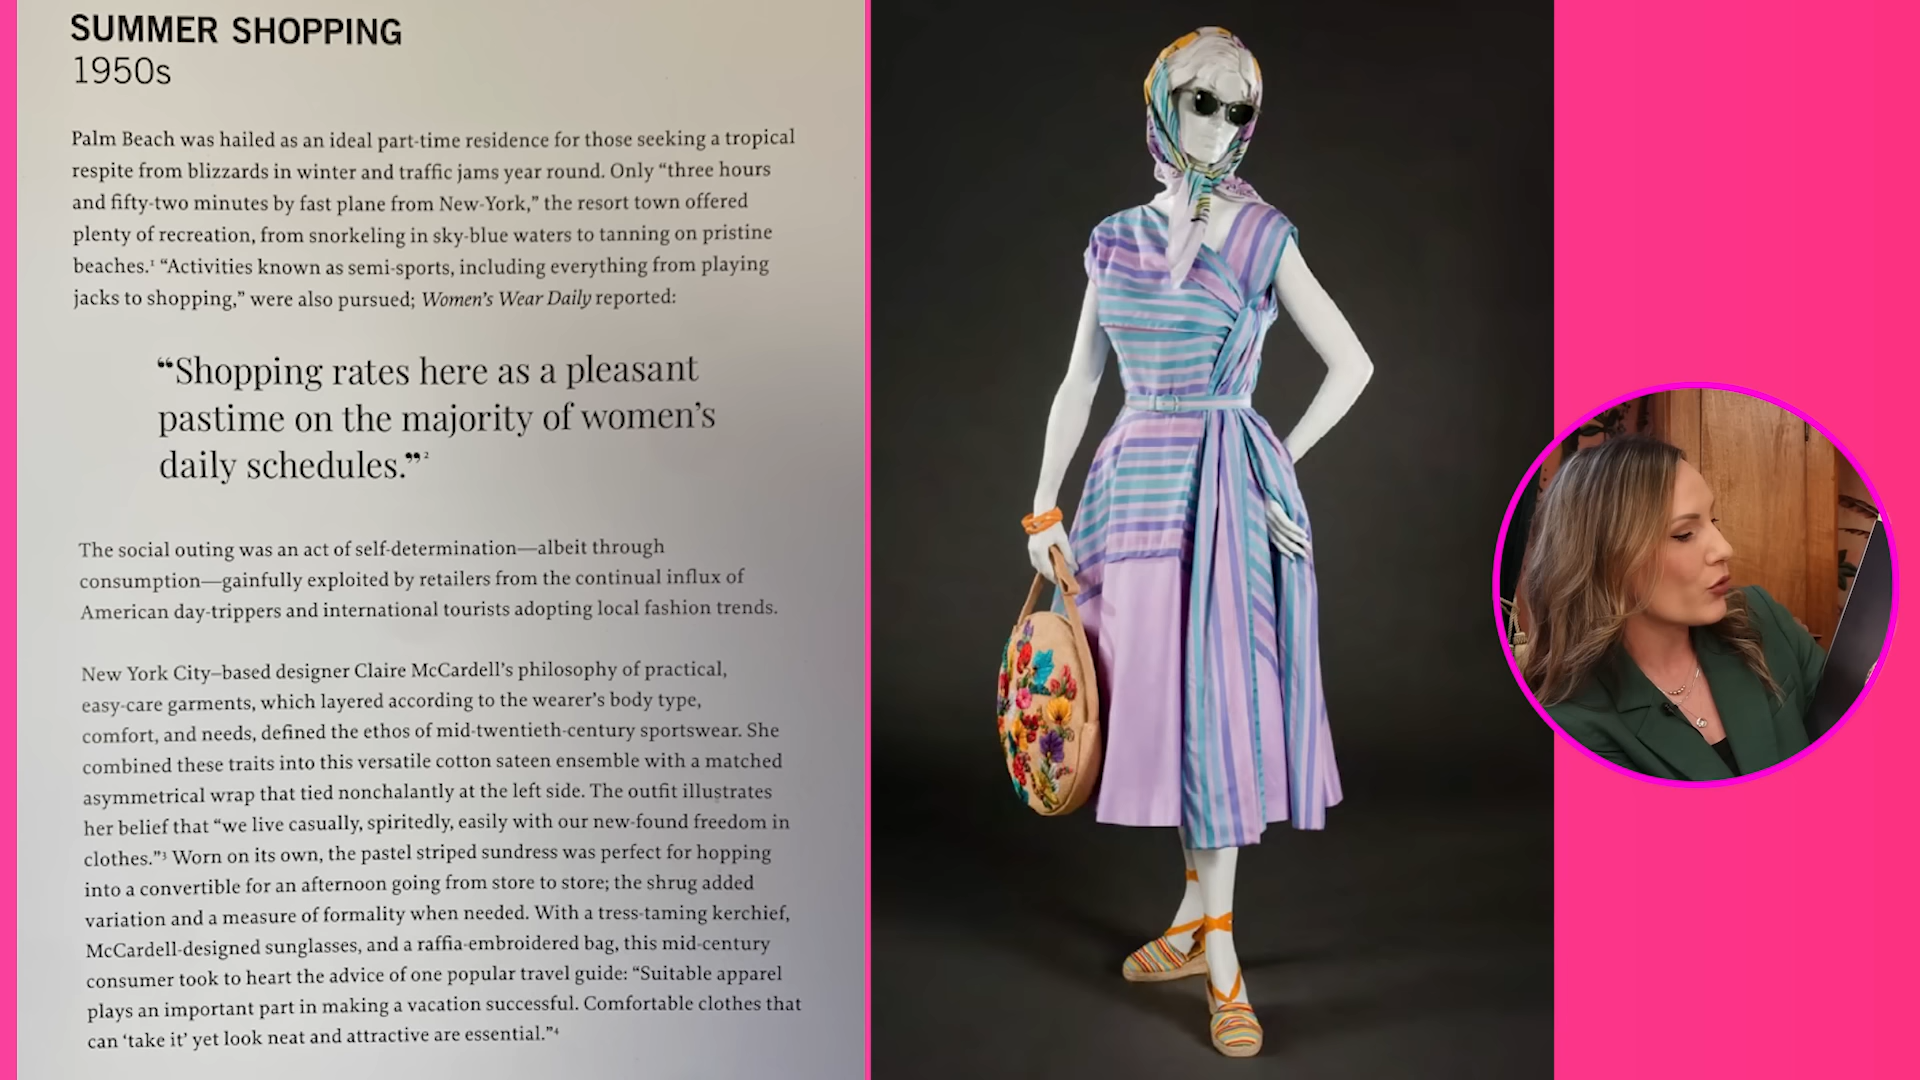 SUMMER SHOPPING
1950s
Palm Beach was hailed as an ideal part-time residence for those seeking a tropical
respite from blizzards in winter and traffic jams year round. Only “three hours
and fifty-two minutes by fast plane from New-York,” the resort town offered
plenty of recreation, from snorkeling in sky-blue waters to tanning on pristine
beaches.¹ “Activities known as semi-sports, including everything from playing
jacks to shopping,” were also pursued; Women’s Wear Daily reported:
“Shopping rates here as a pleasant
pastime on the majority of women’s
daily schedules.”²
The social outing was an act of self-determination—albeit through
consumption—gainfully exploited by retailers from the continual influx of
American day-trippers and international tourists adopting local fashion trends.
New York City–based designer Claire McCardell’s philosophy of practical,
easy-care garments, which layered according to the wearer’s body type,
comfort, and needs, defined the ethos of mid-twentieth-century sportswear. She
combined these traits into this versatile cotton sateen ensemble with a matched
asymmetrical wrap that tied nonchalantly at the left side. The outfit illustrates
her belief that “we live casually, spiritedly, easily with our new-found freedom in
clothes.”³ Worn on its own, the pastel striped sundress was perfect for hopping
into a convertible for an afternoon going from store to store; the shrug added
variation and a measure of formality when needed. With a tress-taming kerchief,
McCardell-designed sunglasses, and a raffia-embroidered bag, this mid-century
consumer took to heart the advice of one popular travel guide: “Suitable apparel
plays an important part in making a vacation successful. Comfortable clothes that
can ‘take it’ yet look neat and attractive are essential.”⁴